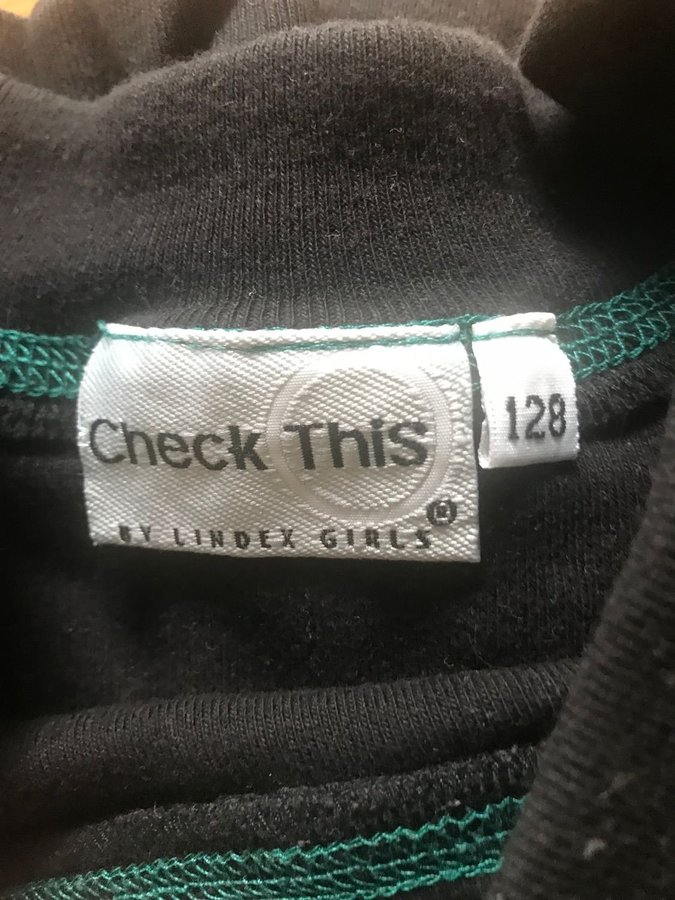 Check This
BY LINDEX GIRLS ®
128